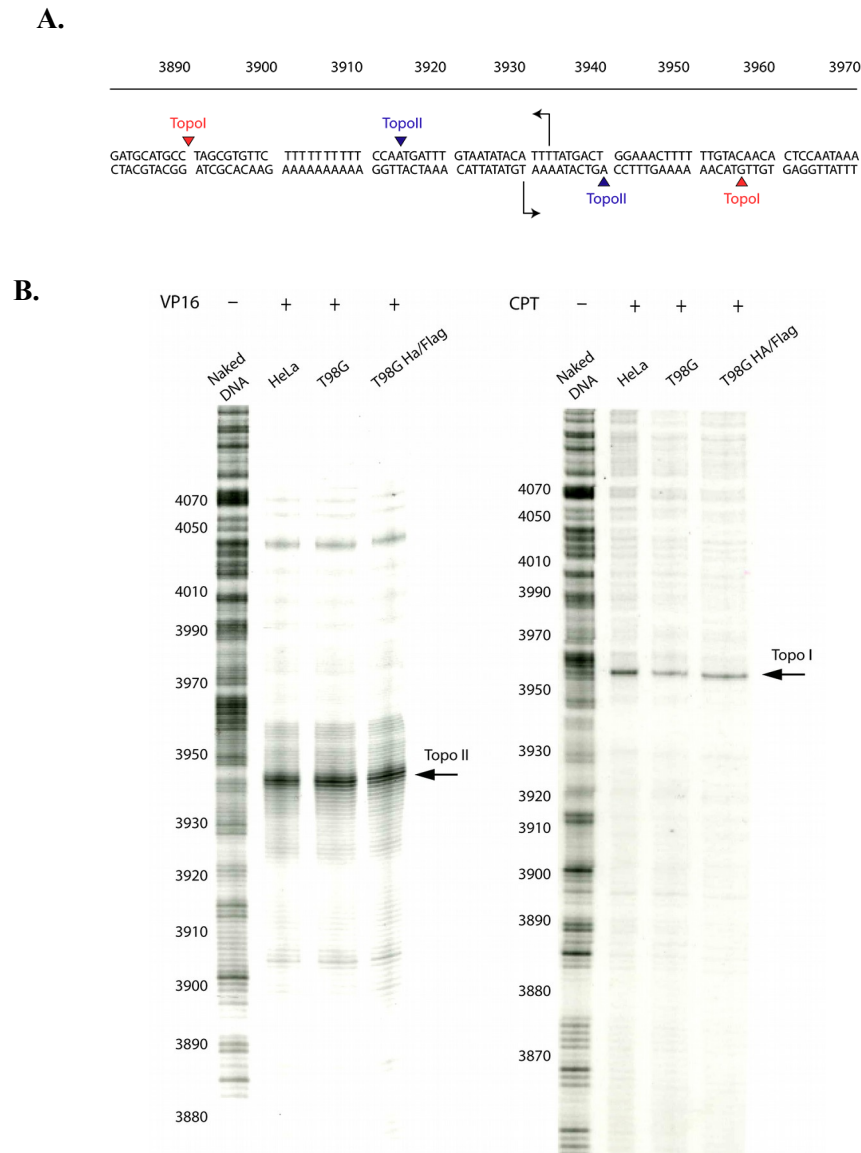 A.
3890 3900 3910 3920 3930 3940 3950 3960 3970
TopoI TopoII
GATGCATGCC TAGCGTGTTC TTTTTTTTTT CCAATGATTT GTAATATACA TTTTATGACT GGAAACTTTT TTGTACAACA CTCCAATAAA
CTACGTACGG ATCGCACAAG AAAAAAAAAA GGTTACTAAA CATTATATGT AAAATACTGA CCTTTGAAAA AACATGTTGT GAGGTTATTT
TopoII TopoI
B.
VP16 – + + +
Naked DNA HeLa T98G T98G Ha/Flag
4070
4050
4010
3990
3970
3950
Topo II
3930
3920
3910
3900
3890
3880
CPT – + + +
Naked DNA HeLa T98G T98G HA/Flag
4070
4050
4010
3990
3970
Topo I
3950
3930
3920
3910
3900
3890
3880
3870